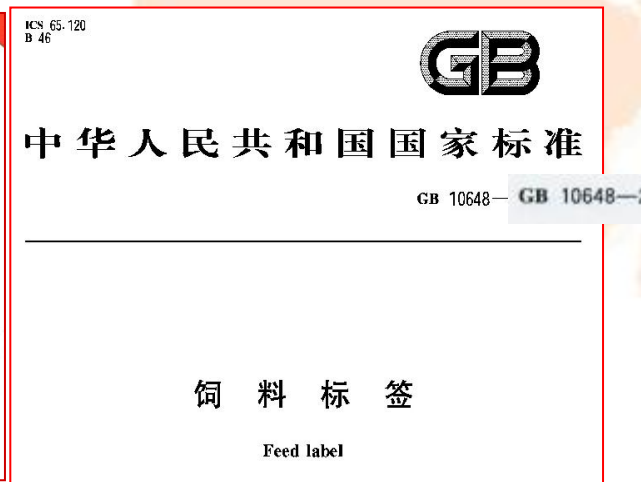 ICS 65.120
B 46
GB
中华人民共和国国家标准
GB 10648— GB 10648—2
饲料标签
Feed label